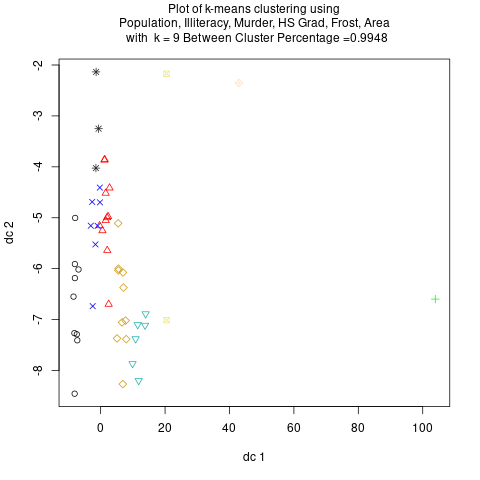 Plot of k-means clustering using
Population, Illiteracy, Murder, HS Grad, Frost, Area
with k = 9 Between Cluster Percentage =0.9948
-2
-3
-4
-5
-6
-7
-8
dc 2
0 20 40 60 80 100
dc 1